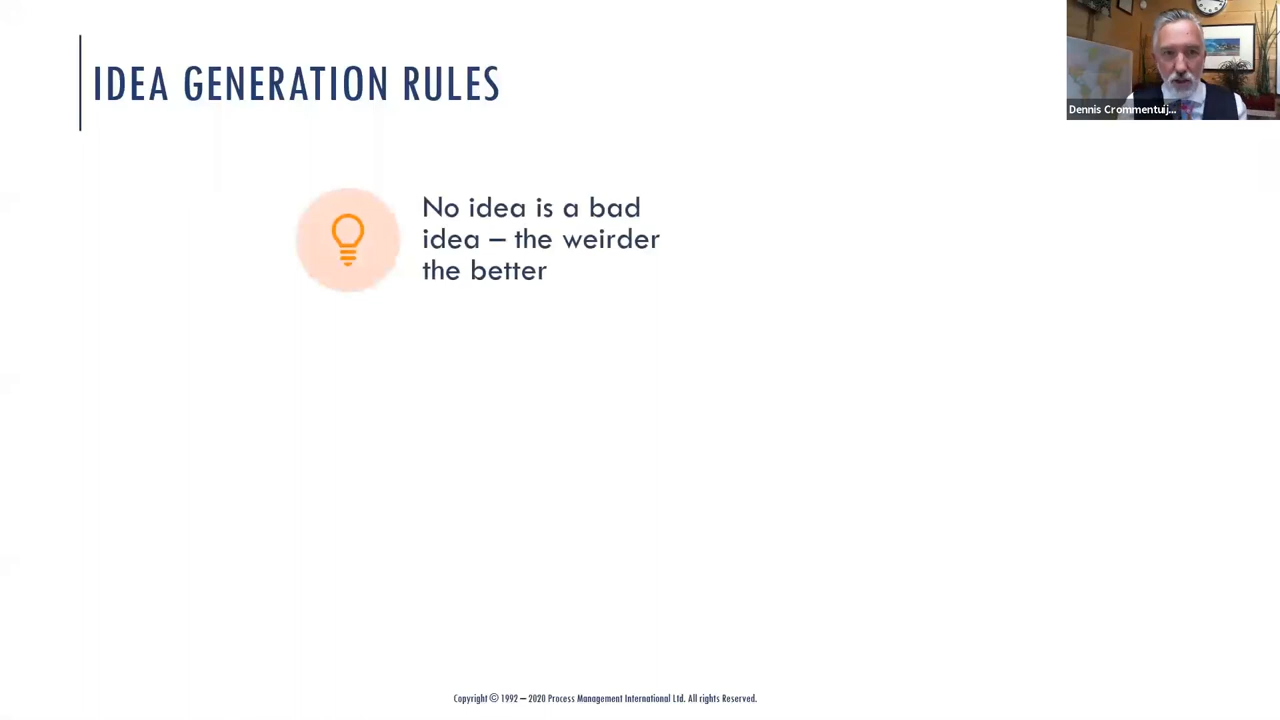 IDEA GENERATION RULES
Dennis Crommentuij...
No idea is a bad
idea – the weirder
the better
Copyright © 1992 – 2020 Process Management International Ltd. All rights Reserved.